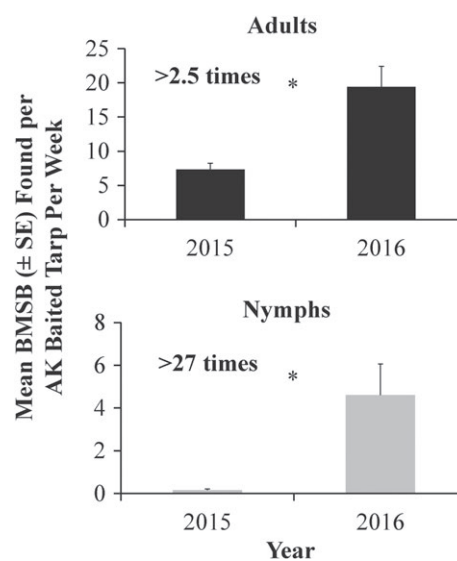 Adults
Mean BMSB (± SE) Found per
AK Baited Tarp Per Week
25
20
15
10
5
0
>2.5 times
*
2015
2016
Nymphs
8
6
4
2
0
>27 times
*
2015
2016
Year